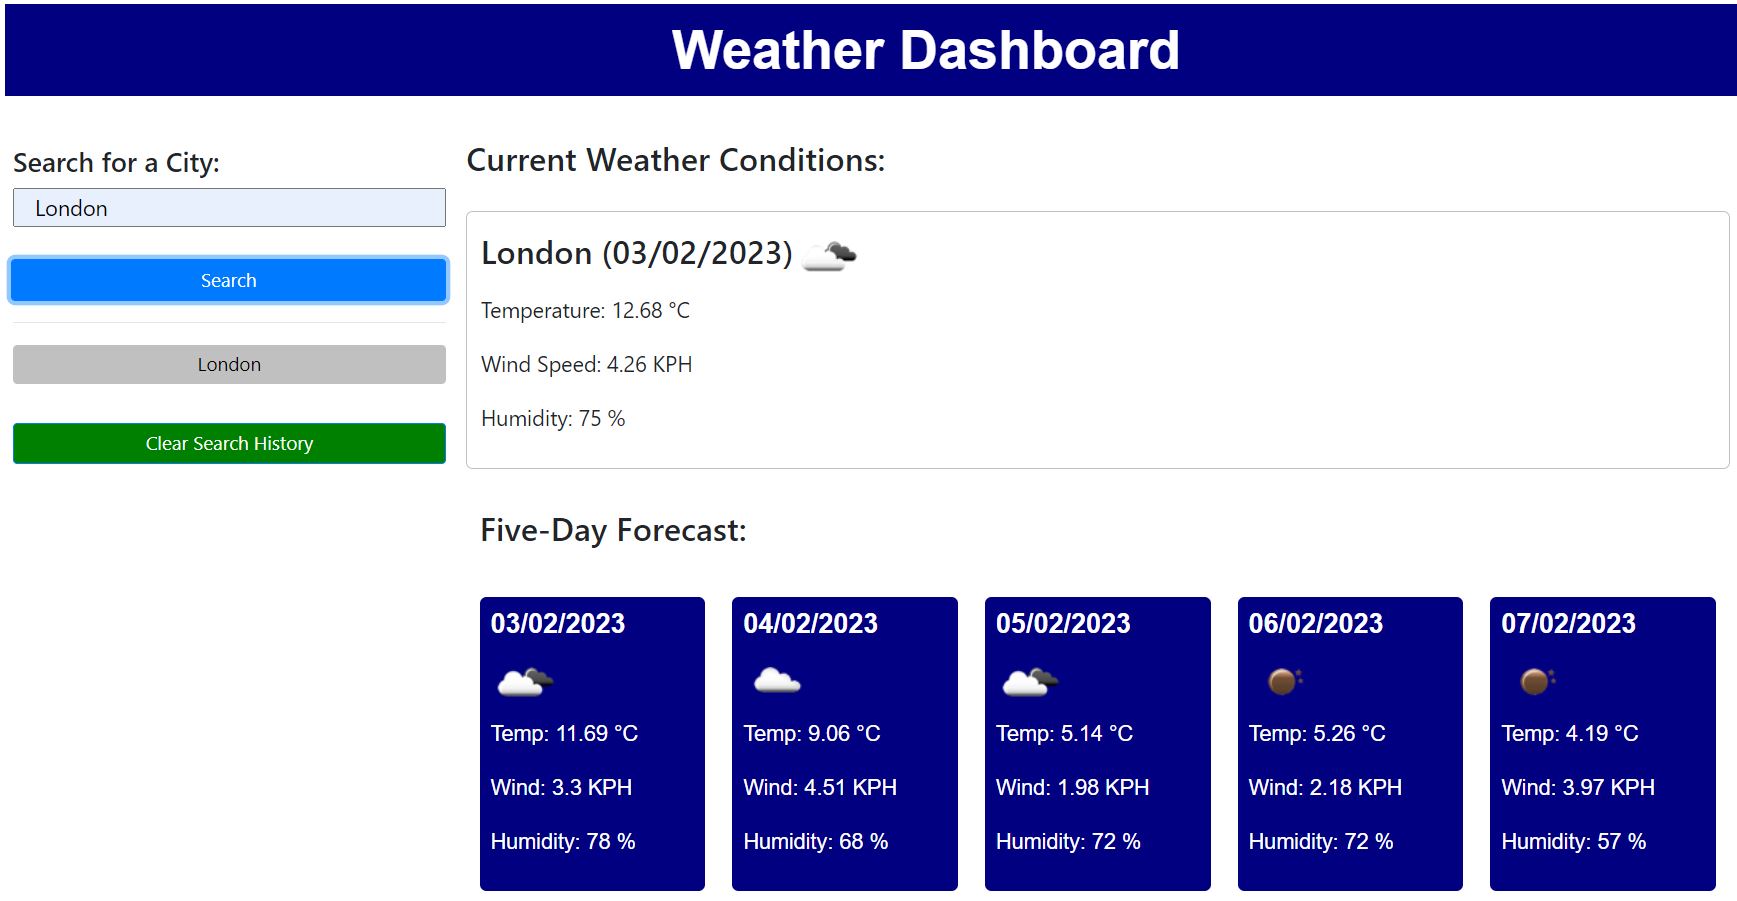 Weather Dashboard
Search for a City:
London
Search
London
Clear Search History
Current Weather Conditions:
London (03/02/2023)
Temperature: 12.68 °C
Wind Speed: 4.26 KPH
Humidity: 75 %
Five-Day Forecast:
03/02/2023
Temp: 11.69 °C
Wind: 3.3 KPH
Humidity: 78 %
04/02/2023
Temp: 9.06 °C
Wind: 4.51 KPH
Humidity: 68 %
05/02/2023
Temp: 5.14 °C
Wind: 1.98 KPH
Humidity: 72 %
06/02/2023
Temp: 5.26 °C
Wind: 2.18 KPH
Humidity: 72 %
07/02/2023
Temp: 4.19 °C
Wind: 3.97 KPH
Humidity: 57 %